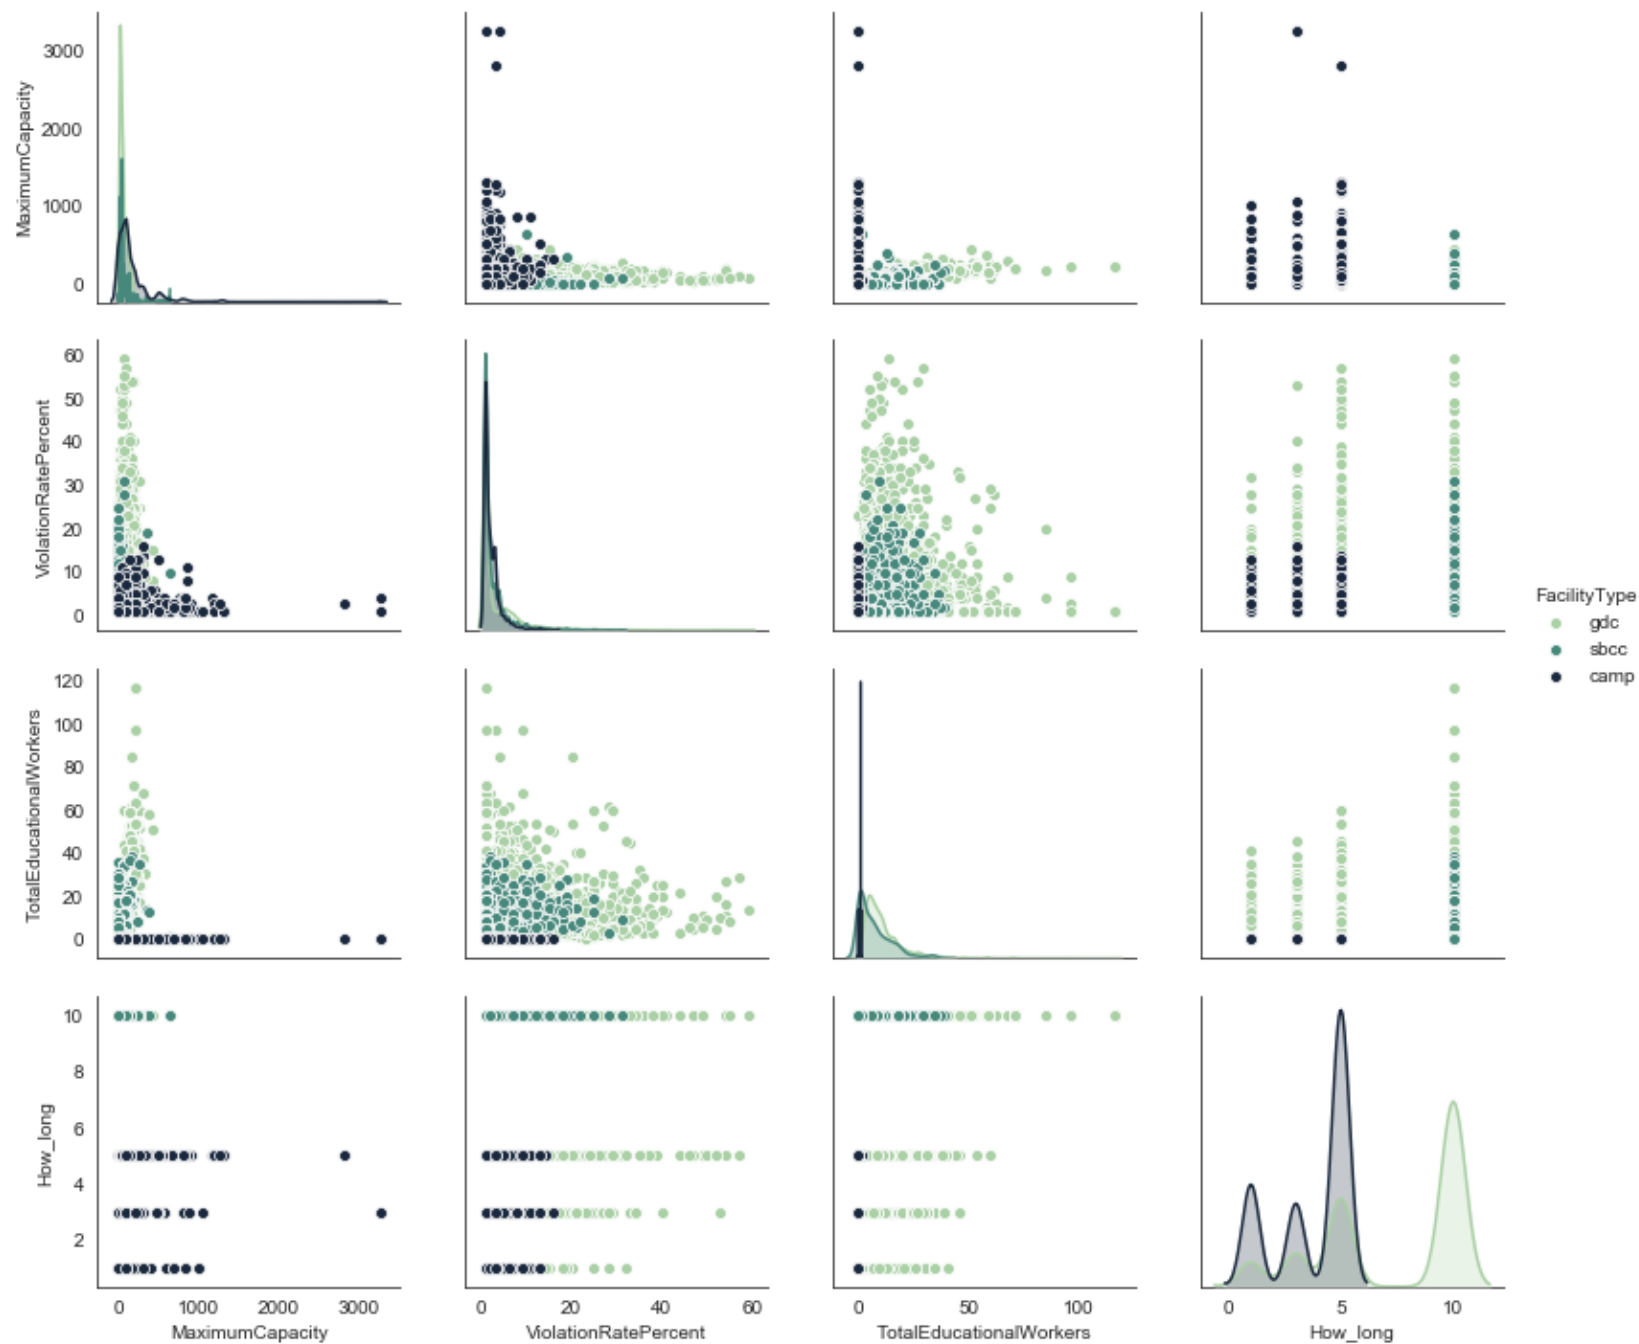 3000
2000
1000
0
MaximumCapacity
60
50
40
30
20
10
0
ViolationRatePercent
FacilityType
gdc
sbcc
camp
120
100
80
60
40
20
0
TotalEducationalWorkers
10
8
6
4
2
How_long
0 1000 2000 3000
MaximumCapacity
0 20 40 60
ViolationRatePercent
0 50 100
TotalEducationalWorkers
0 5 10
How_long